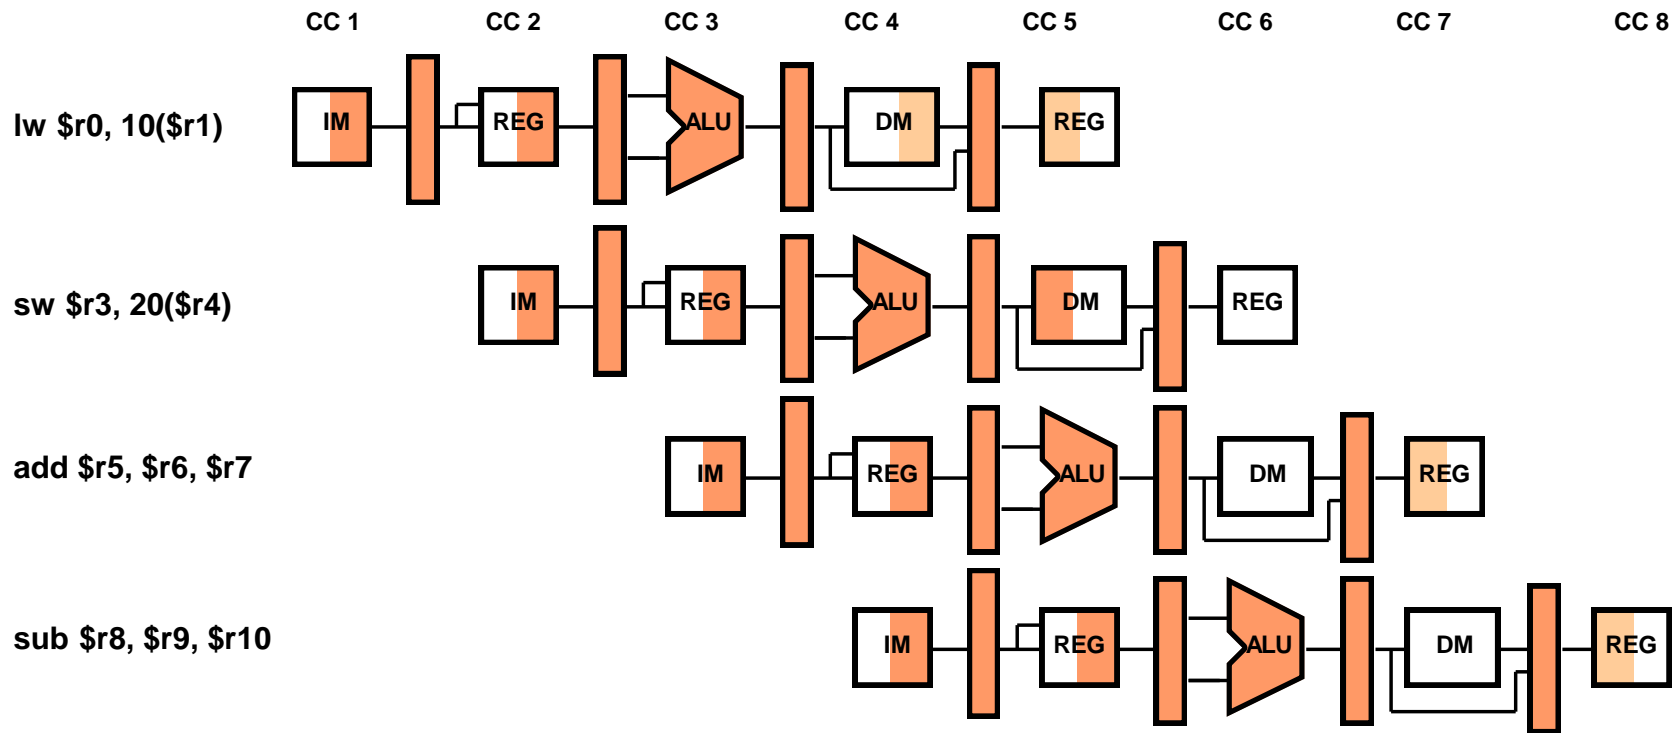 CC 1 CC 2 CC 3 CC 4 CC 5 CC 6 CC 7 CC 8
lw $r0, 10($r1) IM REG ALU DM REG
sw $r3, 20($r4) IM REG ALU DM REG
add $r5, $r6, $r7 IM REG ALU DM REG
sub $r8, $r9, $r10 IM REG ALU DM REG